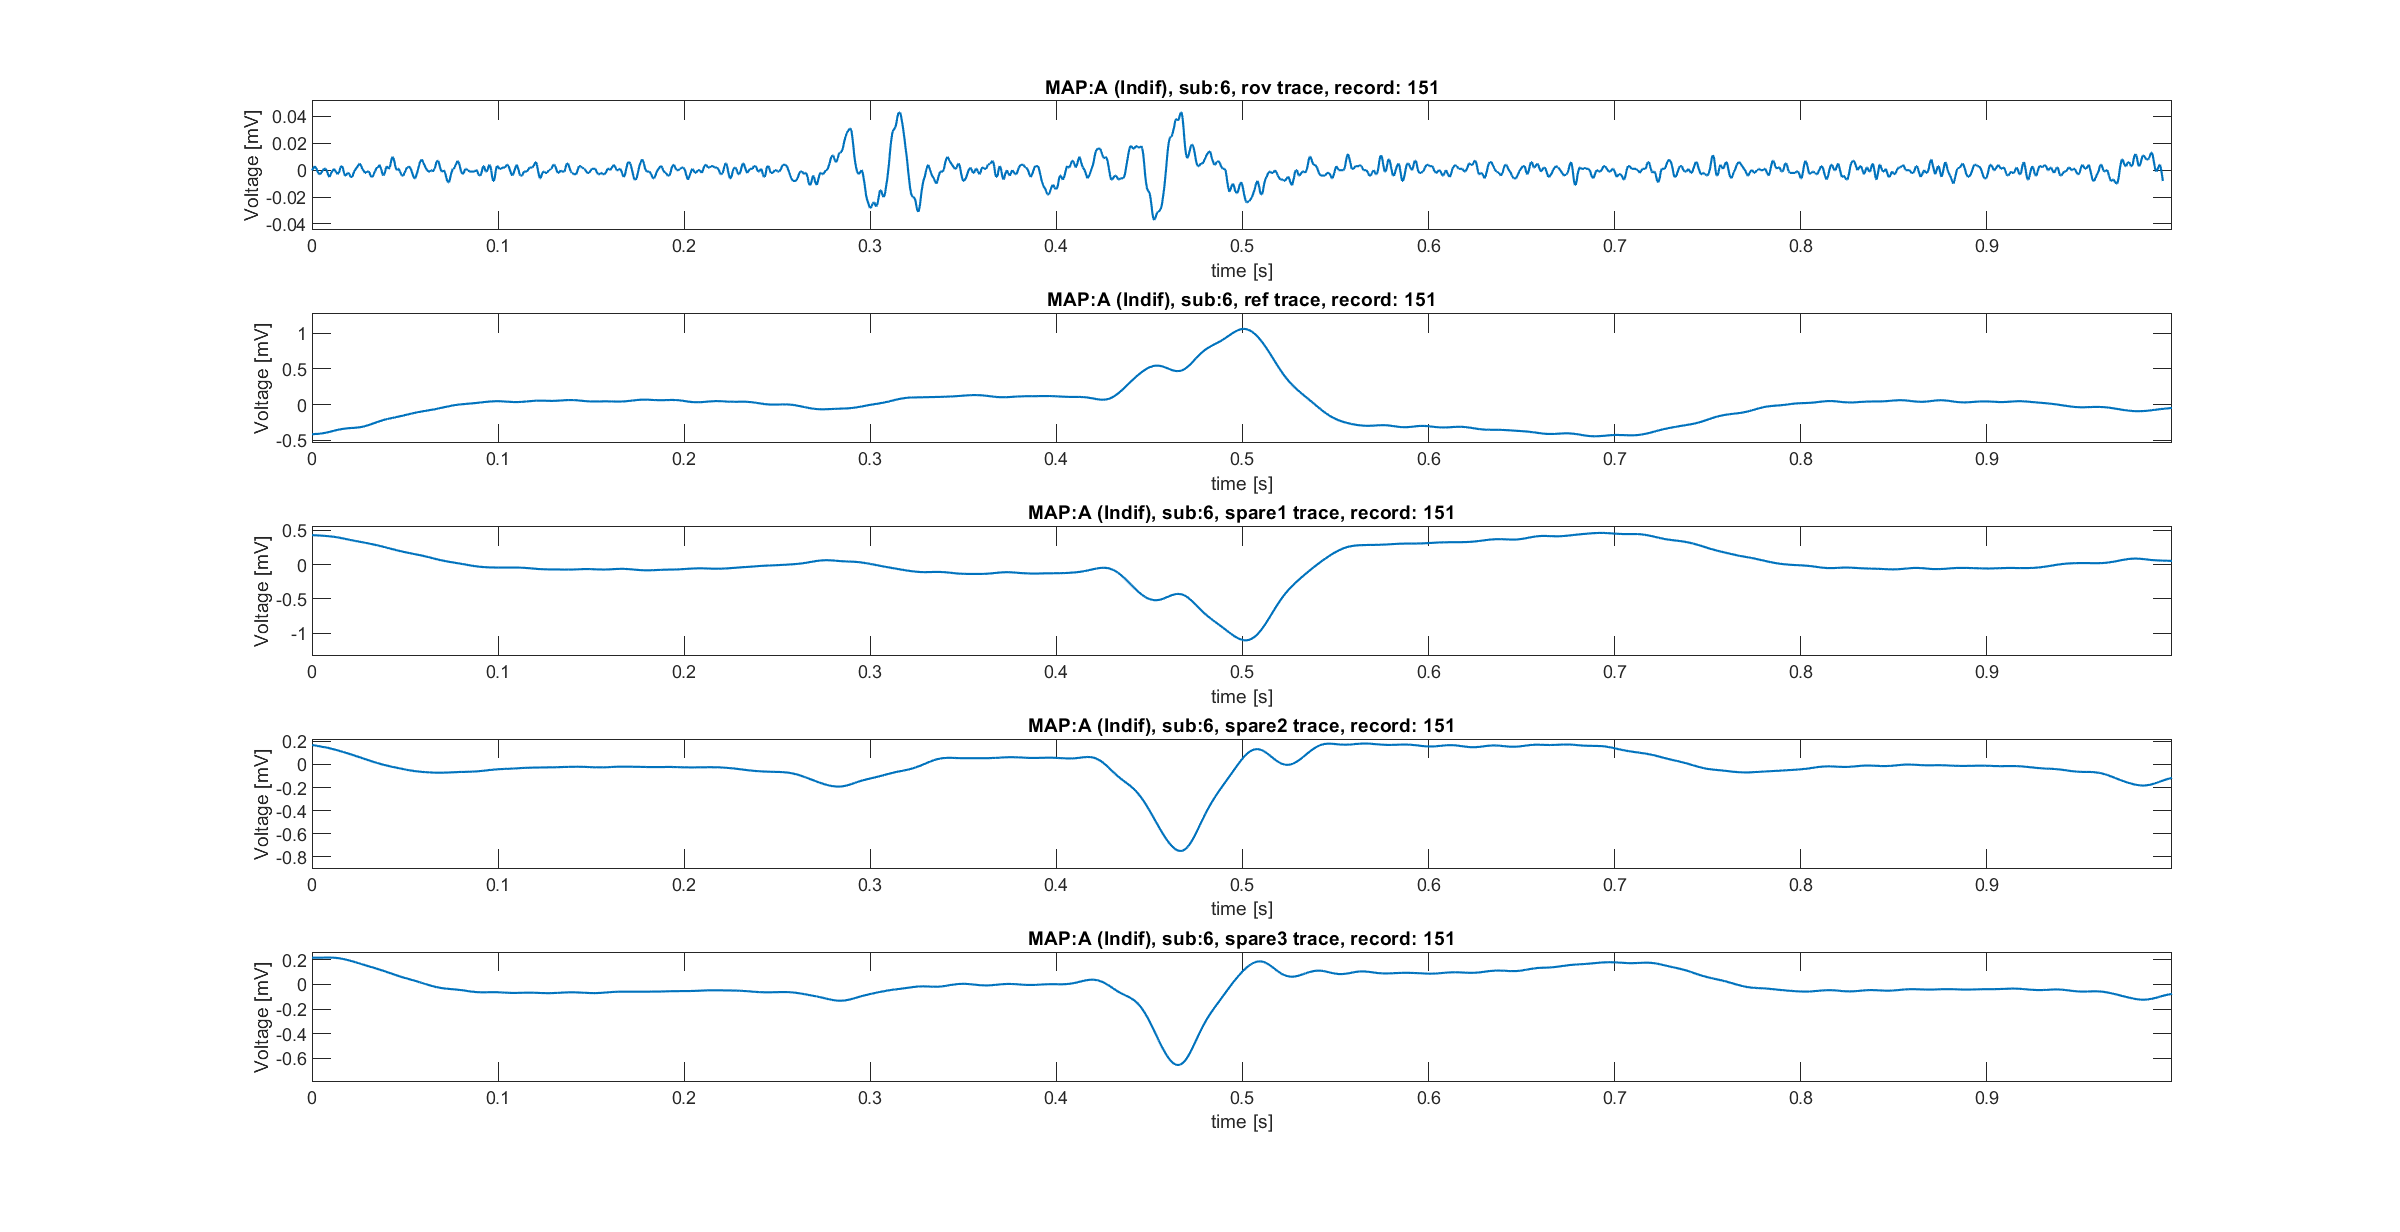 MAP:A (Indif), sub:6, rov trace, record: 151
Voltage [mV]
0.04
0.02
0
-0.02
-0.04
0 0.1 0.2 0.3 0.4 0.5 0.6 0.7 0.8 0.9
time [s]
MAP:A (Indif), sub:6, ref trace, record: 151
Voltage [mV]
1
0.5
0
-0.5
0 0.1 0.2 0.3 0.4 0.5 0.6 0.7 0.8 0.9
time [s]
MAP:A (Indif), sub:6, spare1 trace, record: 151
Voltage [mV]
0.5
0
-0.5
-1
0 0.1 0.2 0.3 0.4 0.5 0.6 0.7 0.8 0.9
time [s]
MAP:A (Indif), sub:6, spare2 trace, record: 151
Voltage [mV]
0.2
0
-0.2
-0.4
-0.6
-0.8
0 0.1 0.2 0.3 0.4 0.5 0.6 0.7 0.8 0.9
time [s]
MAP:A (Indif), sub:6, spare3 trace, record: 151
Voltage [mV]
0.2
0
-0.2
-0.4
-0.6
0 0.1 0.2 0.3 0.4 0.5 0.6 0.7 0.8 0.9
time [s]